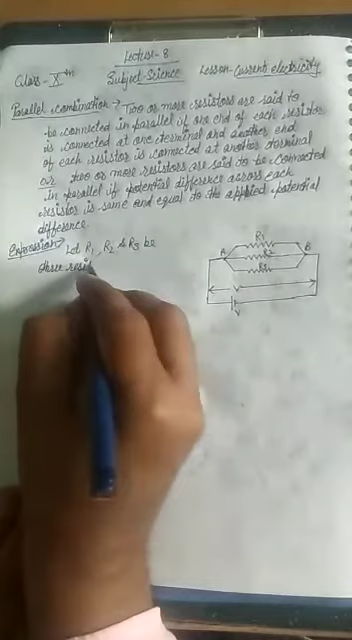 Lecture-8
Class-Xth Subject-Science Lesson-Current electricity
Parallel combination → Two or more resistors are said to
be connected in parallel if one end of each resistor
is connected at one terminal and another end
of each resistor is connected at another terminal
or two or more resistors are said to be connected
in parallel if potential difference across each
resistor is same and equal to the applied potential
difference.
Expression → Let R1, R2 & R3 be
three resis
R1
A R2 B
R3
V
V